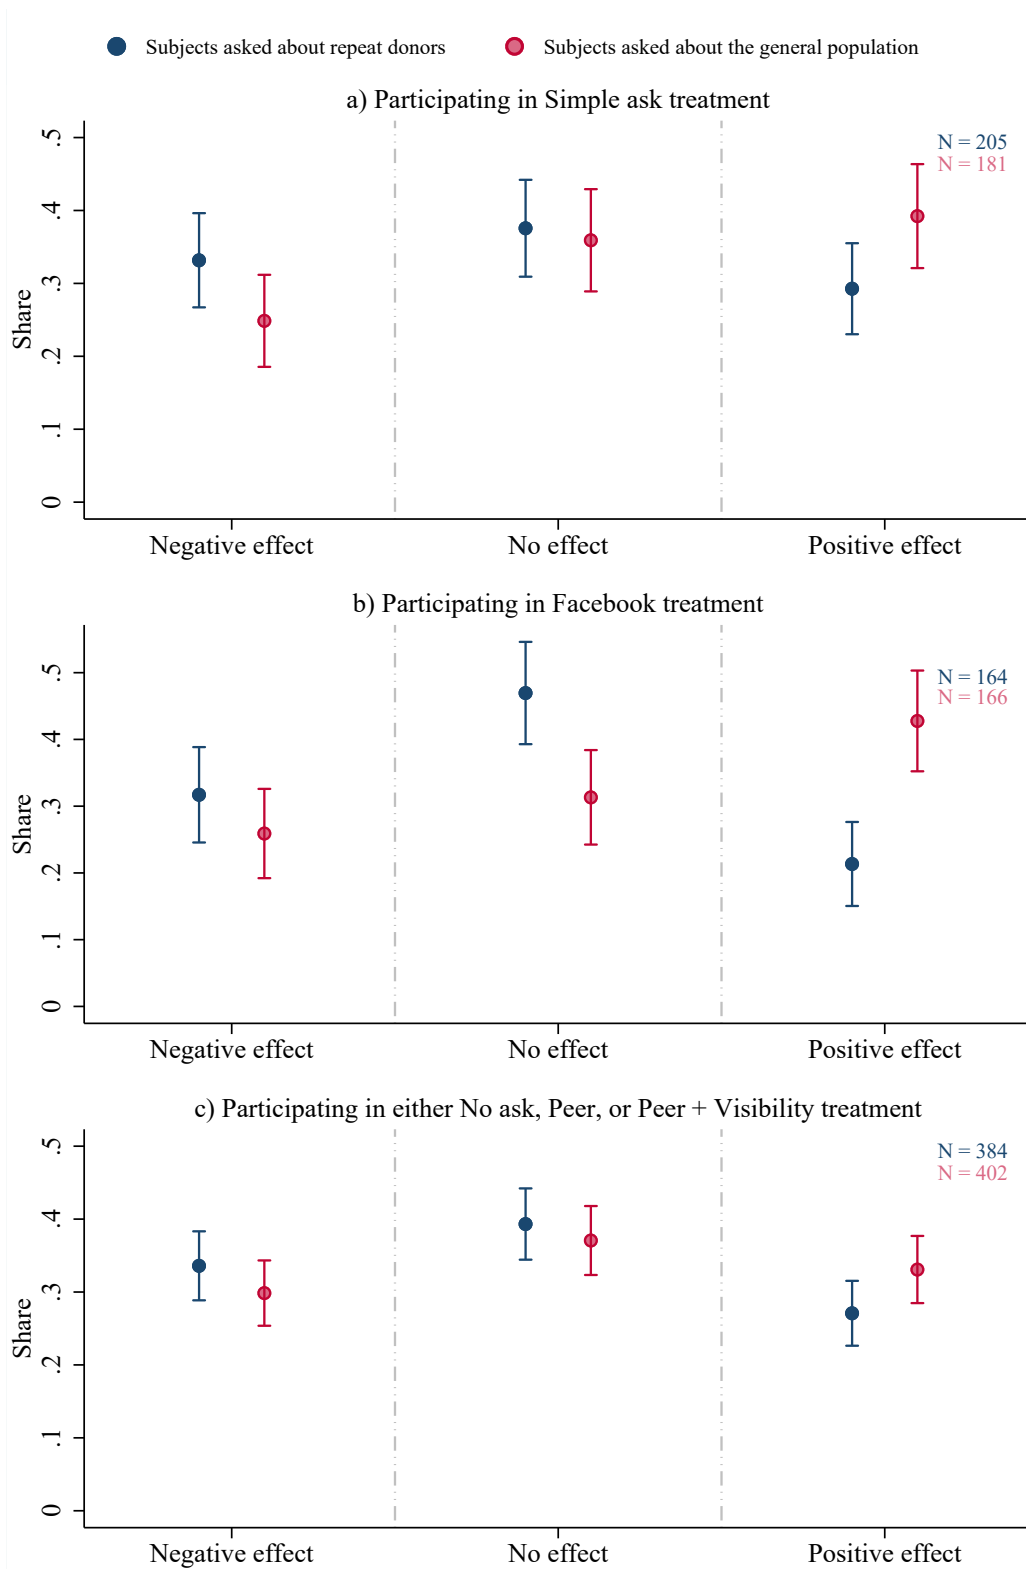 Subjects asked about repeat donors
Subjects asked about the general population
a) Participating in Simple ask treatment
N = 205
N = 181
Share
.5
.4
.3
.2
.1
0
Negative effect
No effect
Positive effect
b) Participating in Facebook treatment
N = 164
N = 166
Share
.5
.4
.3
.2
.1
0
Negative effect
No effect
Positive effect
c) Participating in either No ask, Peer, or Peer + Visibility treatment
N = 384
N = 402
Share
.5
.4
.3
.2
.1
0
Negative effect
No effect
Positive effect